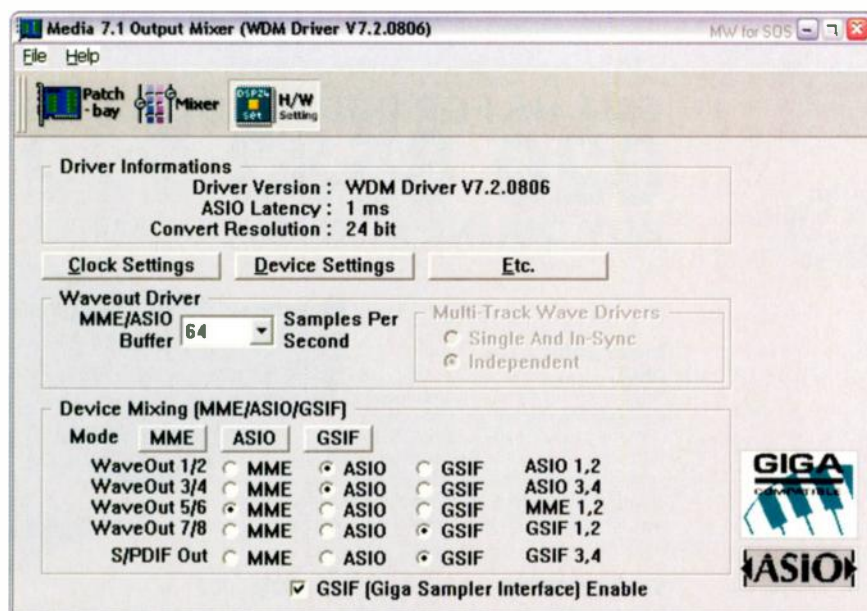 Media 7.1 Output Mixer (WDM Driver V7.2.0806) MW for SOS
File Help
Patch
-bay
Mixer
DSP24
set
H/W
Setting
Driver Informations
Driver Version : WDM Driver V7.2.0806
ASIO Latency : 1 ms
Convert Resolution : 24 bit
Clock Settings Device Settings Etc.
Waveout Driver
MME/ASIO
Buffer
64
Samples Per
Second
Multi-Track Wave Drivers
Single And In-Sync
Independent
Device Mixing (MME/ASIO/GSIF)
Mode MME ASIO GSIF
WaveOut 1/2 MME ASIO GSIF ASIO 1,2
WaveOut 3/4 MME ASIO GSIF ASIO 3,4
WaveOut 5/6 MME ASIO GSIF MME 1,2
WaveOut 7/8 MME ASIO GSIF GSIF 1,2
S/PDIF Out MME ASIO GSIF GSIF 3,4
GSIF (Giga Sampler Interface) Enable
GIGA
COMPATIBLE
ASIO